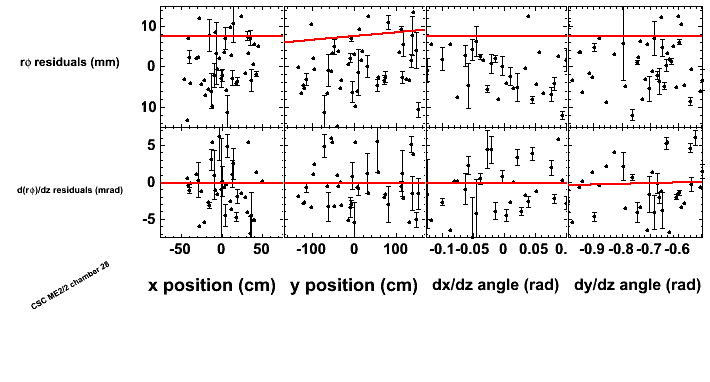 10
rϕ residuals (mm)
0
10
5
d(rϕ)/dz residuals (mrad)
0
-5
-50 0 50 -100 0 100 -0.1 -0.05 0 0.05 0. -0.9 -0.8 -0.7 -0.6
x position (cm) y position (cm) dx/dz angle (rad) dy/dz angle (rad)
CSC ME2/2 chamber 28